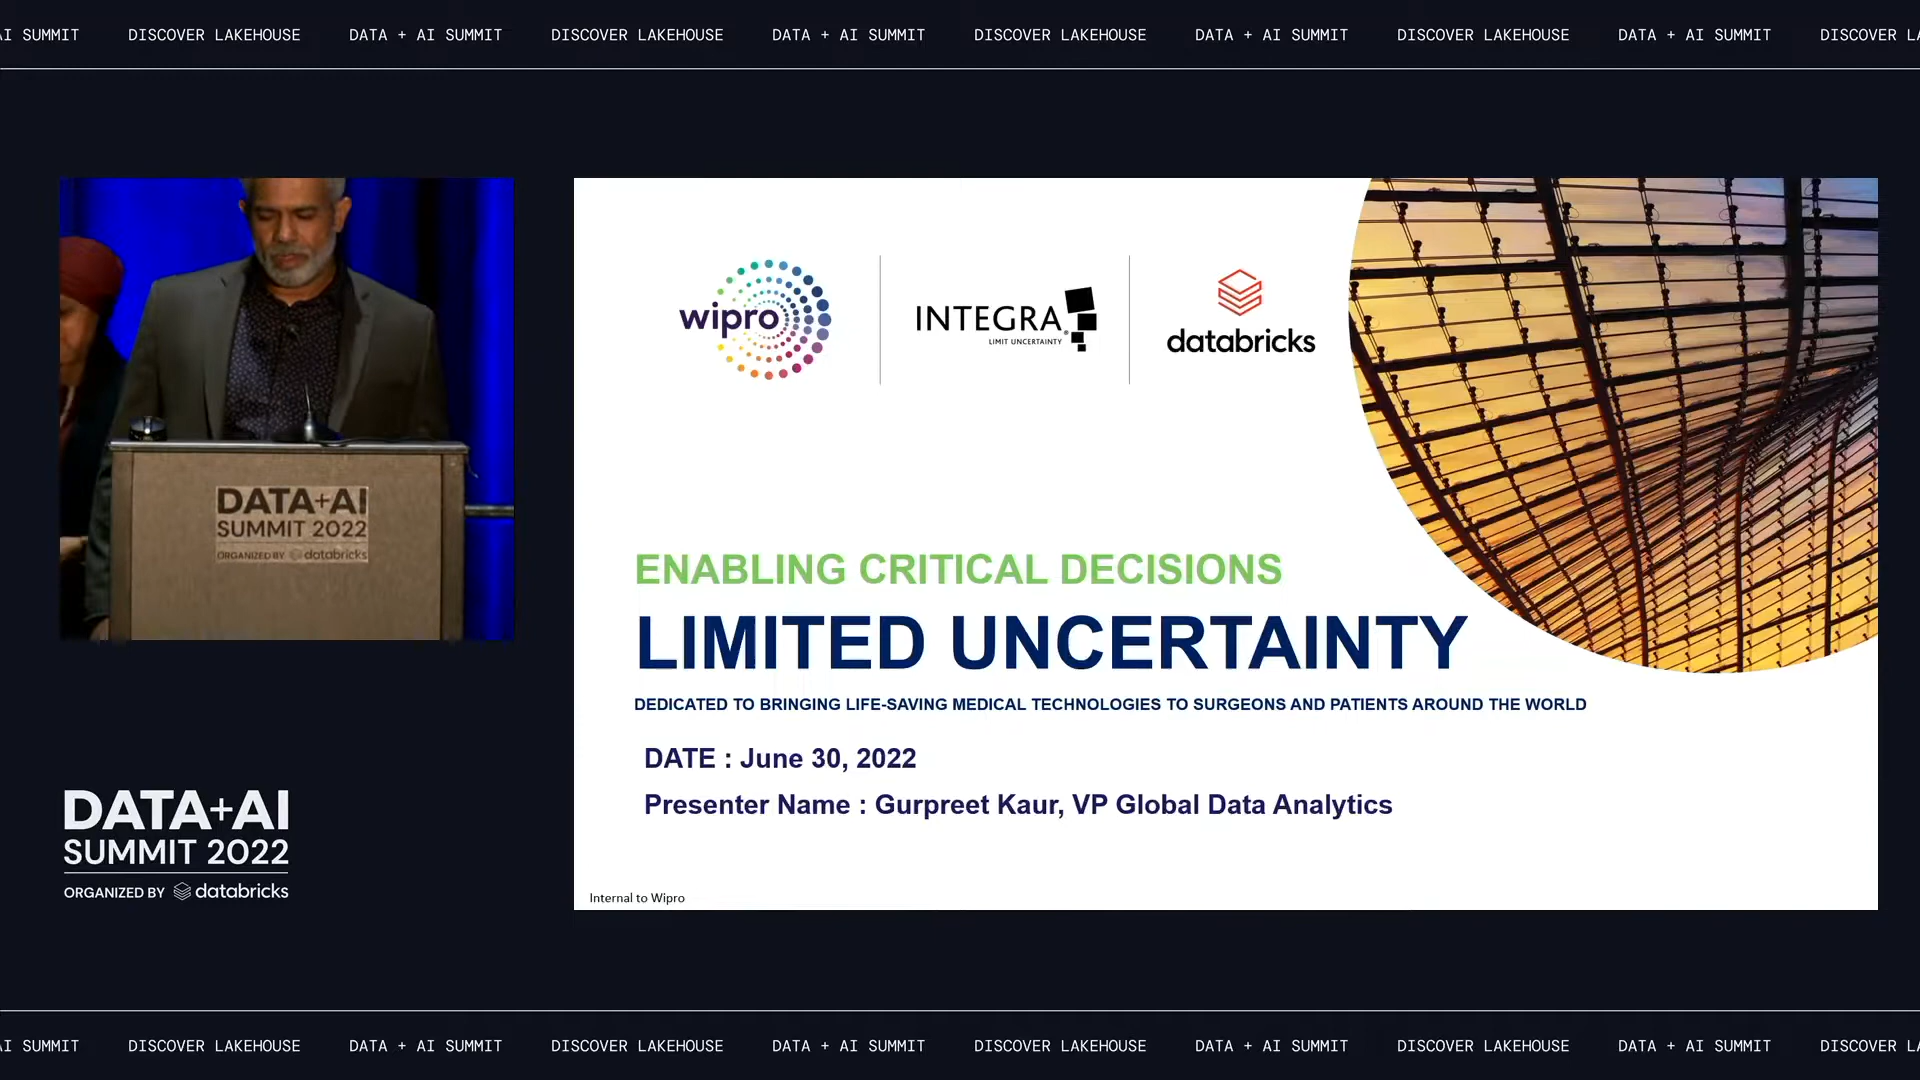 AI SUMMIT DISCOVER LAKEHOUSE DATA + AI SUMMIT DISCOVER LAKEHOUSE DATA + AI SUMMIT DISCOVER LAKEHOUSE DATA + AI SUMMIT DISCOVER LAKEHOUSE DATA + AI SUMMIT DISCOVER LA
DATA+AI
SUMMIT 2022
ORGANIZED BY databricks
wipro
INTEGRA®
LIMIT UNCERTAINTY
databricks
ENABLING CRITICAL DECISIONS
LIMITED UNCERTAINTY
DEDICATED TO BRINGING LIFE-SAVING MEDICAL TECHNOLOGIES TO SURGEONS AND PATIENTS AROUND THE WORLD
DATE : June 30, 2022
Presenter Name : Gurpreet Kaur, VP Global Data Analytics
Internal to Wipro
DATA+AI
SUMMIT 2022
ORGANIZED BY databricks
AI SUMMIT DISCOVER LAKEHOUSE DATA + AI SUMMIT DISCOVER LAKEHOUSE DATA + AI SUMMIT DISCOVER LAKEHOUSE DATA + AI SUMMIT DISCOVER LAKEHOUSE DATA + AI SUMMIT DISCOVER LA